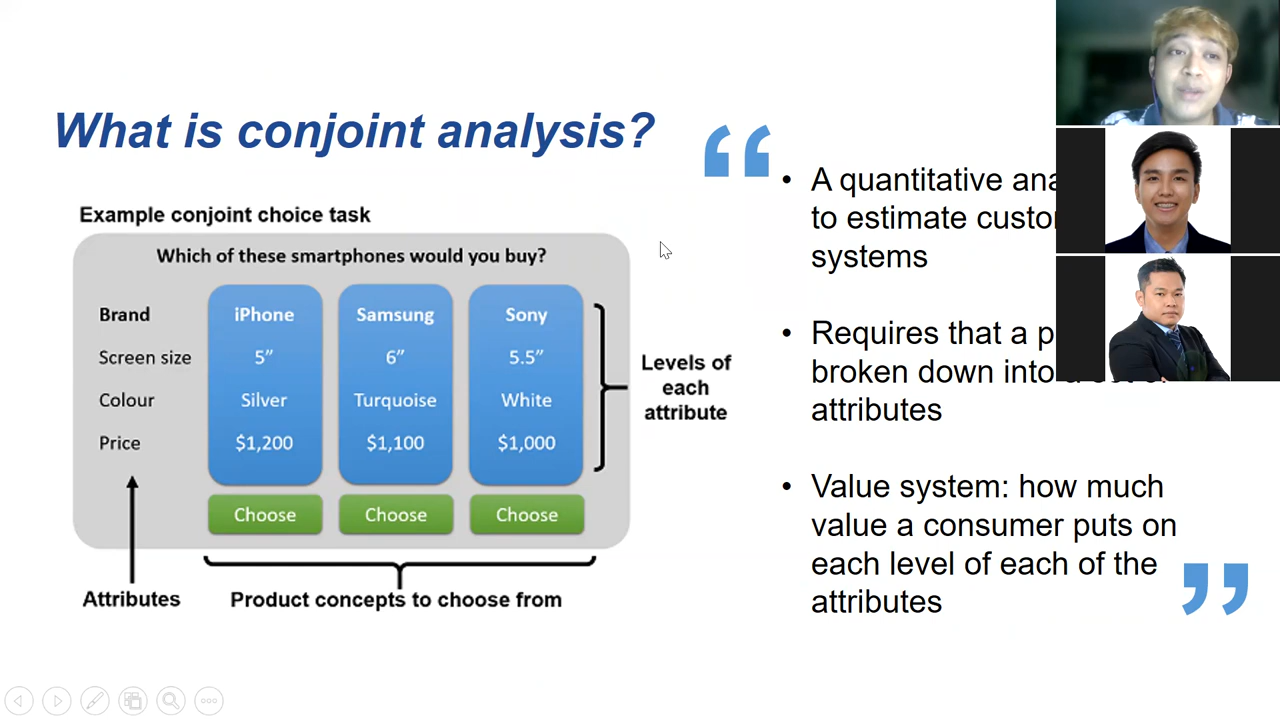 What is conjoint analysis?
Example conjoint choice task
Which of these smartphones would you buy?
Brand iPhone Samsung Sony
Screen size 5” 6” 5.5”
Colour Silver Turquoise White
Price $1,200 $1,100 $1,000
Choose Choose Choose
Levels of
each
attribute
Attributes
Product concepts to choose from
“
• A quantitative
to estimate
systems
• Requires that a
broken down into a
attributes
• Value system: how much
value a consumer puts on
each level of each of the
attributes
”